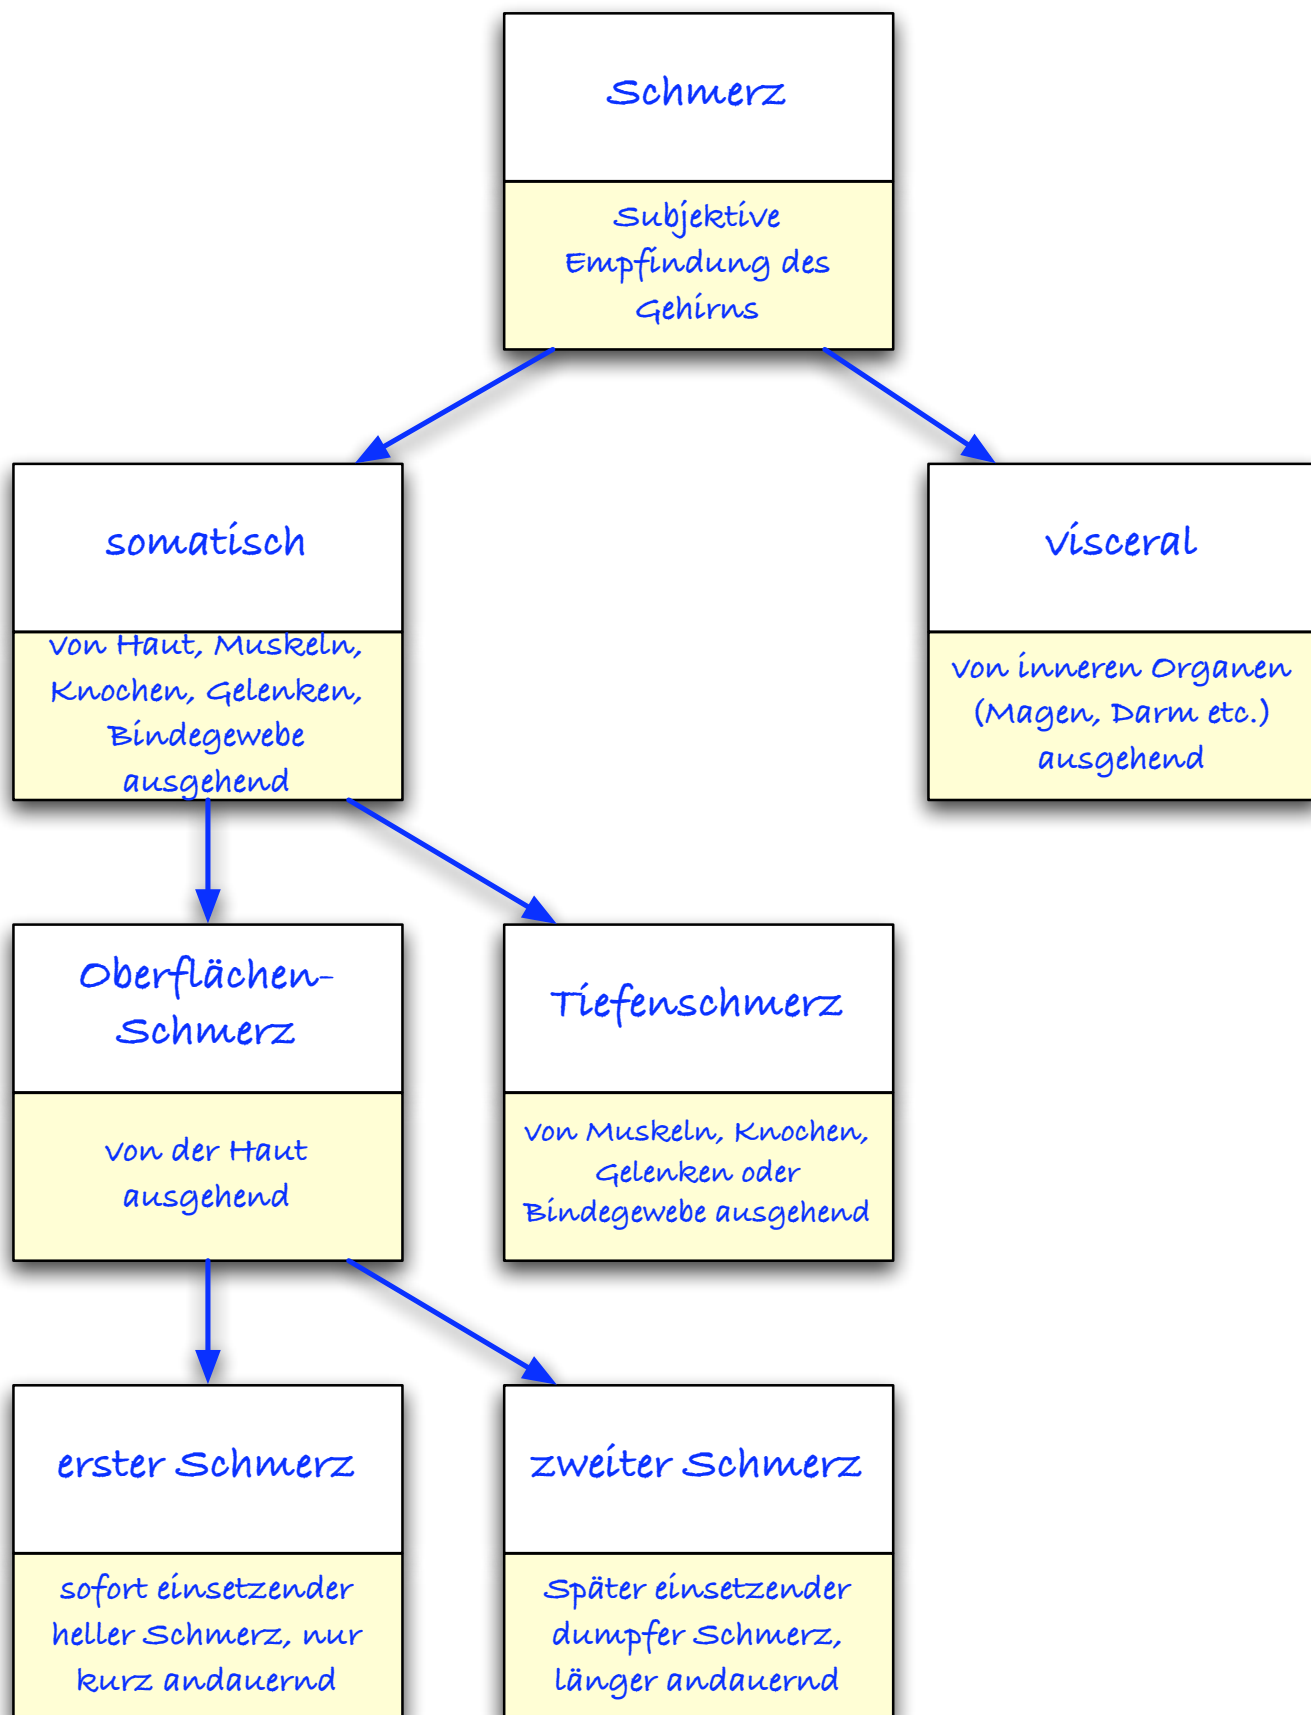 Schmerz
Subjektive
Empfindung des
Gehirns
somatisch
von Haut, Muskeln,
Knochen, Gelenken,
Bindegewebe
ausgehend
visceral
von inneren Organen
(Magen, Darm etc.)
ausgehend
Oberflächen-
Schmerz
von der Haut
ausgehend
Tiefenschmerz
von Muskeln, Knochen,
Gelenken oder
Bindegewebe ausgehend
erster Schmerz
sofort einsetzender
heller Schmerz, nur
kurz andauernd
zweiter Schmerz
Später einsetzender
dumpfer Schmerz,
länger andauernd